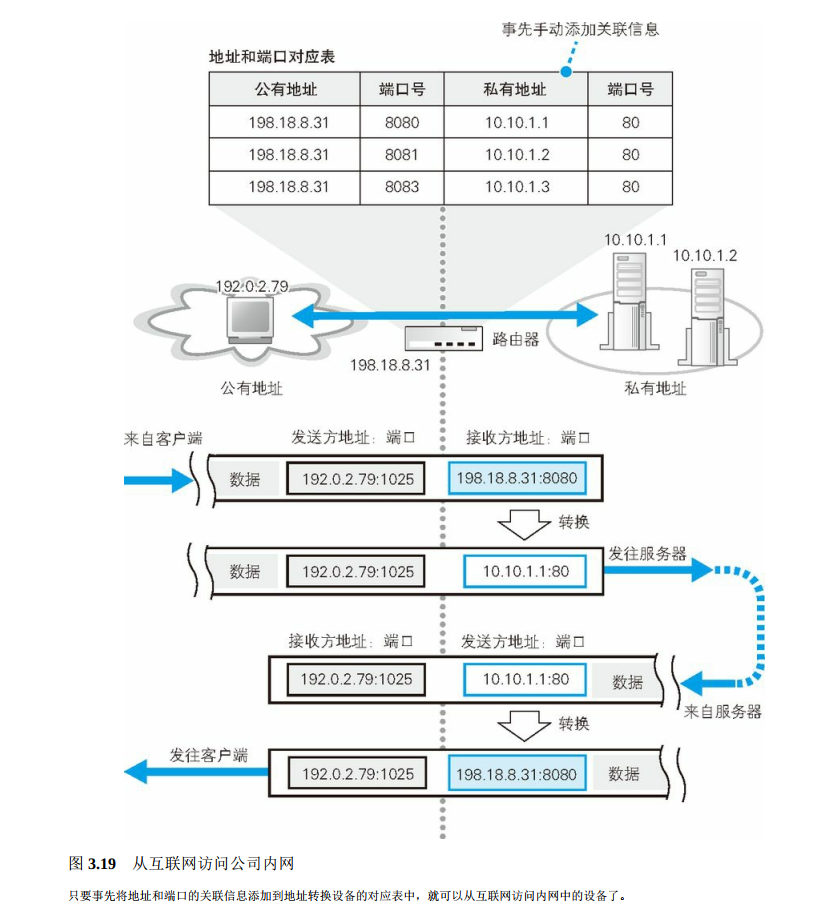 事先手动添加关联信息
地址和端口对应表
公有地址 端口号 私有地址 端口号
198.18.8.31 8080 10.10.1.1 80
198.18.8.31 8081 10.10.1.2 80
198.18.8.31 8083 10.10.1.3 80
10.10.1.1
10.10.1.2
192.0.2.79
路由器
198.18.8.31
公有地址
私有地址
来自客户端
发送方地址：端口 接收方地址：端口
数据 192.0.2.79:1025 198.18.8.31:8080
转换
发往服务器
数据 192.0.2.79:1025 10.10.1.1:80
接收方地址：端口 发送方地址：端口
192.0.2.79:1025 10.10.1.1:80 数据
来自服务器
转换
发往客户端
192.0.2.79:1025 198.18.8.31:8080 数据
图 3.19 从互联网访问公司内网
只要事先将地址和端口的关联信息添加到地址转换设备的对应表中，就可以从互联网访问内网中的设备了。